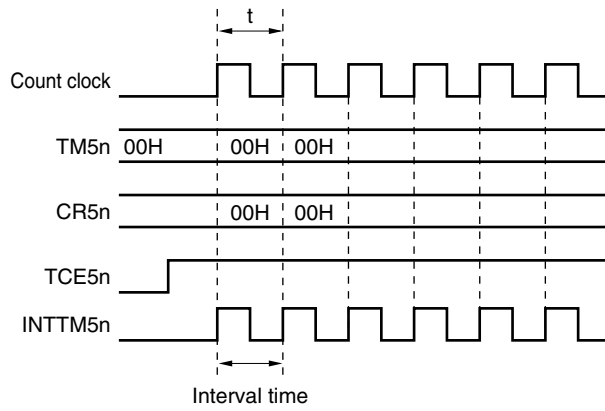 t
Count clock
TM5n 00H 00H 00H
CR5n 00H 00H
TCE5n
INTTM5n
Interval time